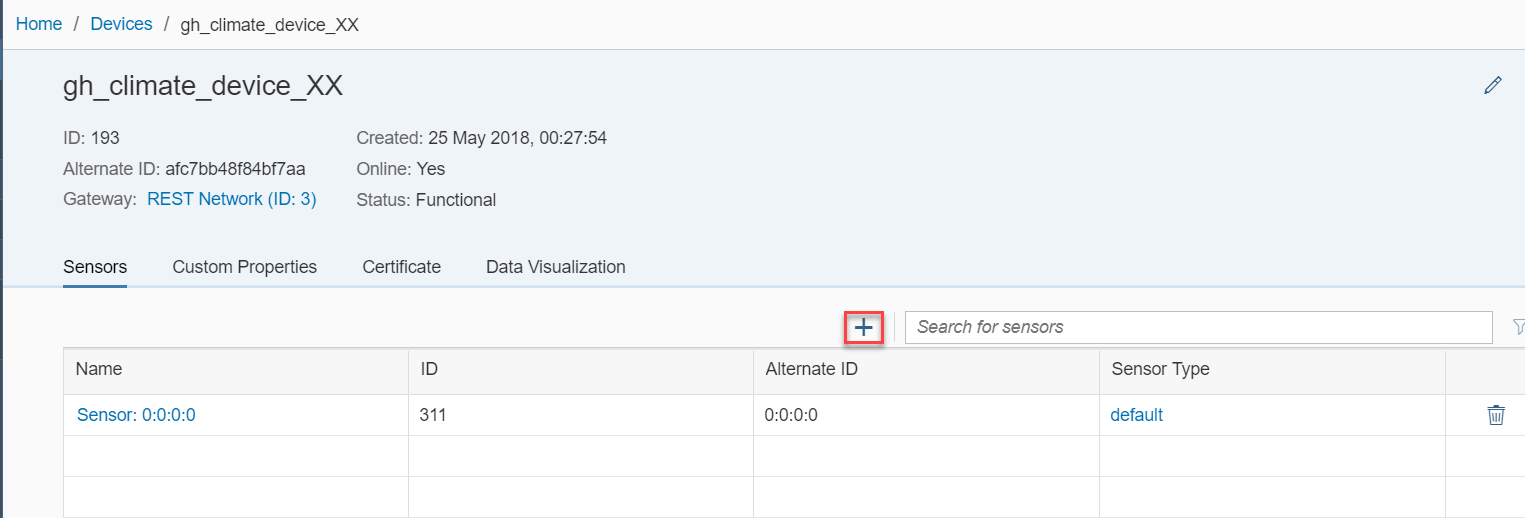 Home / Devices / gh_climate_device_XX
gh_climate_device_XX
ID: 193
Created: 25 May 2018, 00:27:54
Alternate ID: afc7bb48f84bf7aa
Online: Yes
Gateway: REST Network (ID: 3)
Status: Functional
Sensors Custom Properties Certificate Data Visualization
Search for sensors
Name ID Alternate ID Sensor Type
Sensor: 0:0:0:0 311 0:0:0:0 default